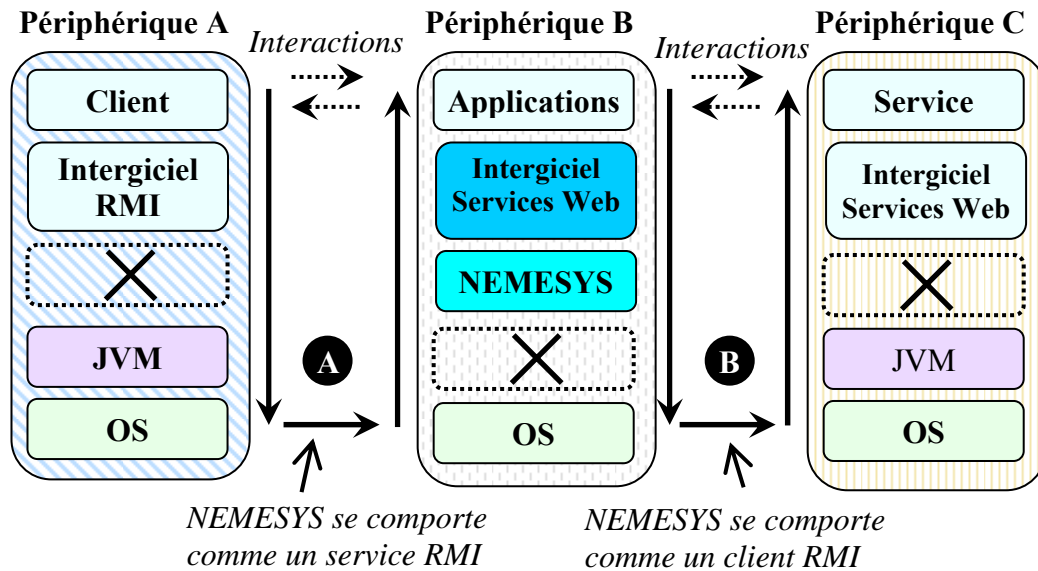 Périphérique A
Périphérique B
Périphérique C
Interactions
Interactions
Client
Intergiciel
RMI
JVM
OS
A
Applications
Intergiciel
Services Web
NEMESYS
OS
B
Service
Intergiciel
Services Web
JVM
OS
NEMESYS se comporte
comme un service RMI
NEMESYS se comporte
comme un client RMI